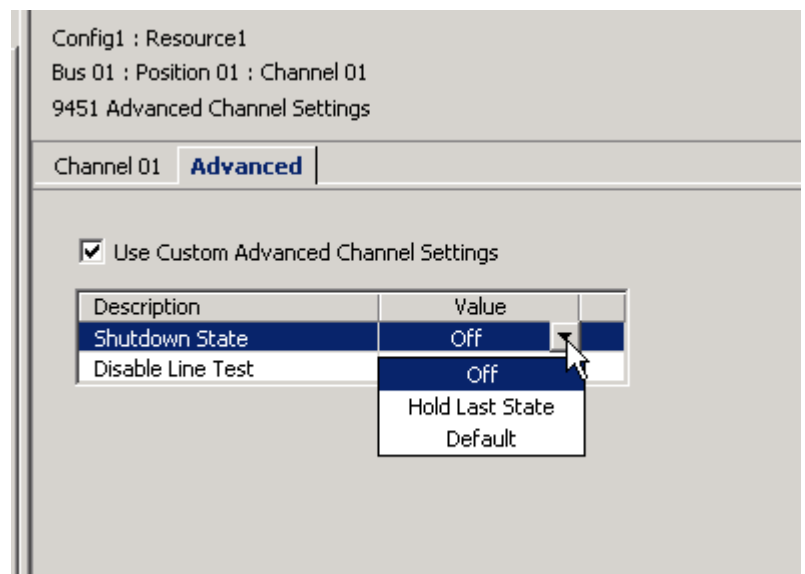 Config1 : Resource1
Bus 01 : Position 01 : Channel 01
9451 Advanced Channel Settings
Channel 01 Advanced
Use Custom Advanced Channel Settings
Description Value
Shutdown State Off
Disable Line Test Off
Hold Last State
Default